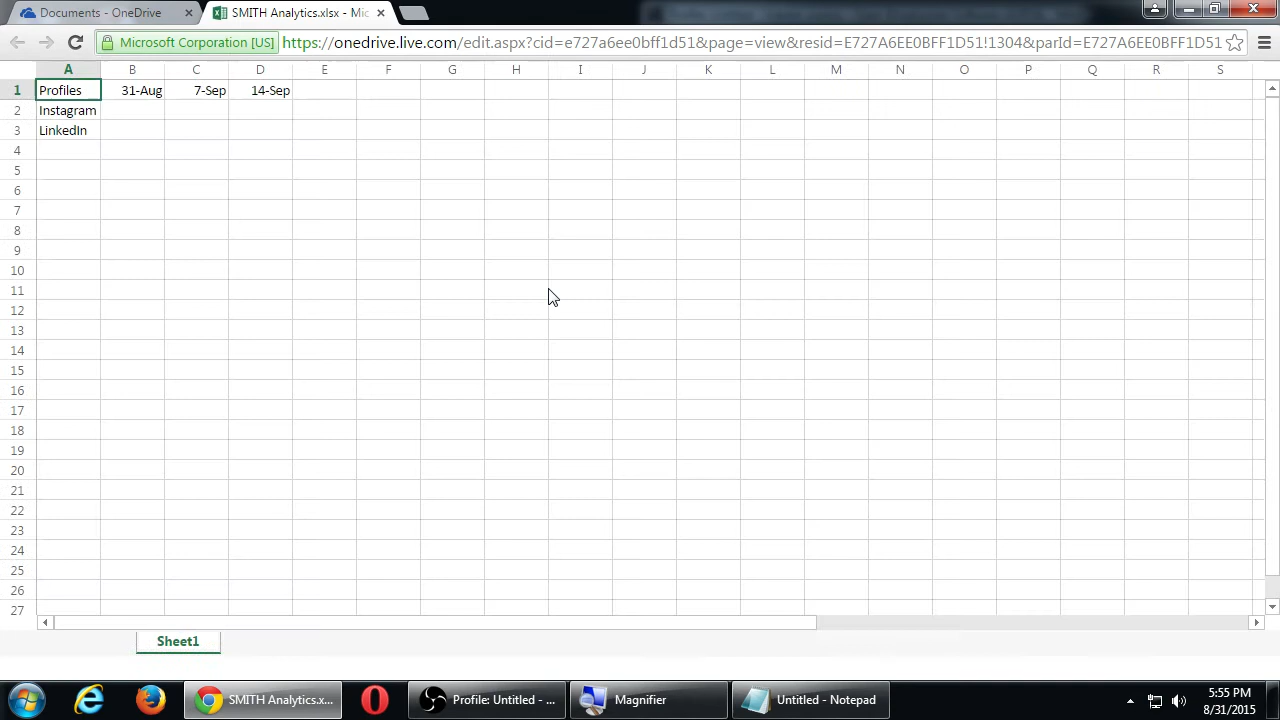 Documents - OneDrive
SMITH Analytics.xlsx - Mic
Microsoft Corporation [US]
https://onedrive.live.com/edit.aspx?cid=e727a6ee0bff1d51&page=view&resid=E727A6EE0BFF1D51!1304&parId=E727A6EE0BFF1D51
A B C D E F G H I J K L M N O P Q R S
1 Profiles 31-Aug 7-Sep 14-Sep
2 Instagram
3 LinkedIn
4
5
6
7
8
9
10
11
12
13
14
15
16
17
18
19
20
21
22
23
24
25
26
27
Sheet1
SMITH Analytics.x...
Profile: Untitled - ...
Magnifier
Untitled - Notepad
5:55 PM
8/31/2015